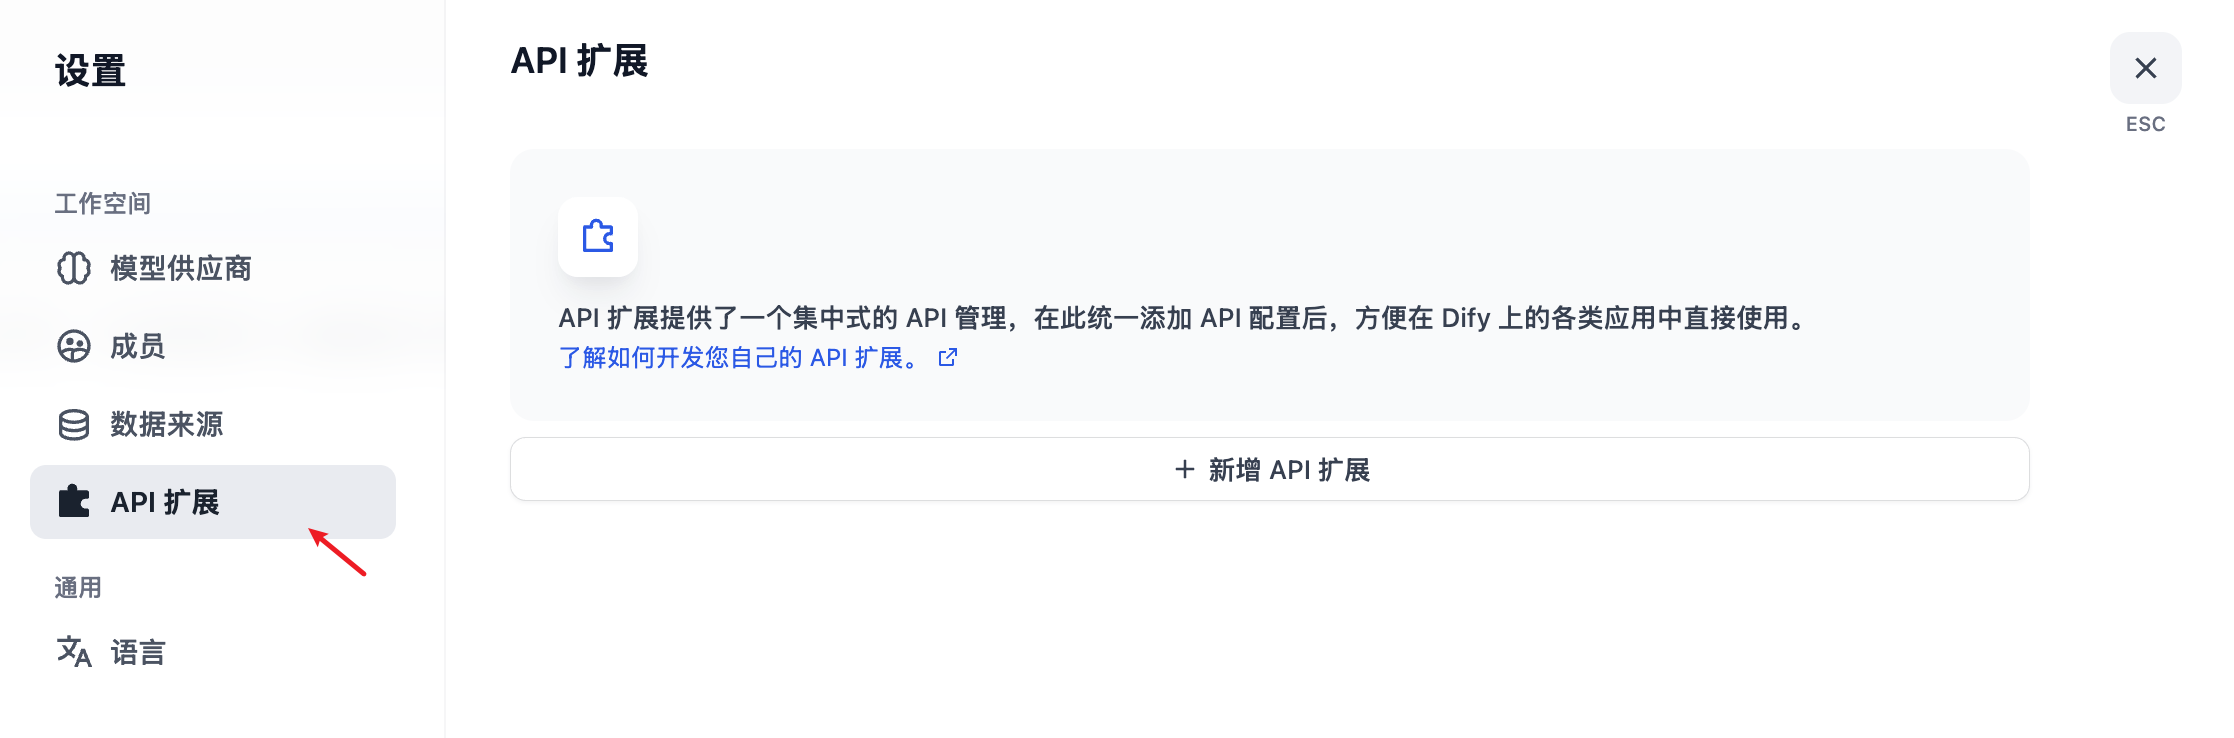 设置
工作空间
模型供应商
成员
数据来源
API 扩展
通用
语言
API 扩展
ESC
API 扩展提供了一个集中式的 API 管理，在此统一添加 API 配置后，方便在 Dify 上的各类应用中直接使用。
了解如何开发您自己的 API 扩展。
新增 API 扩展